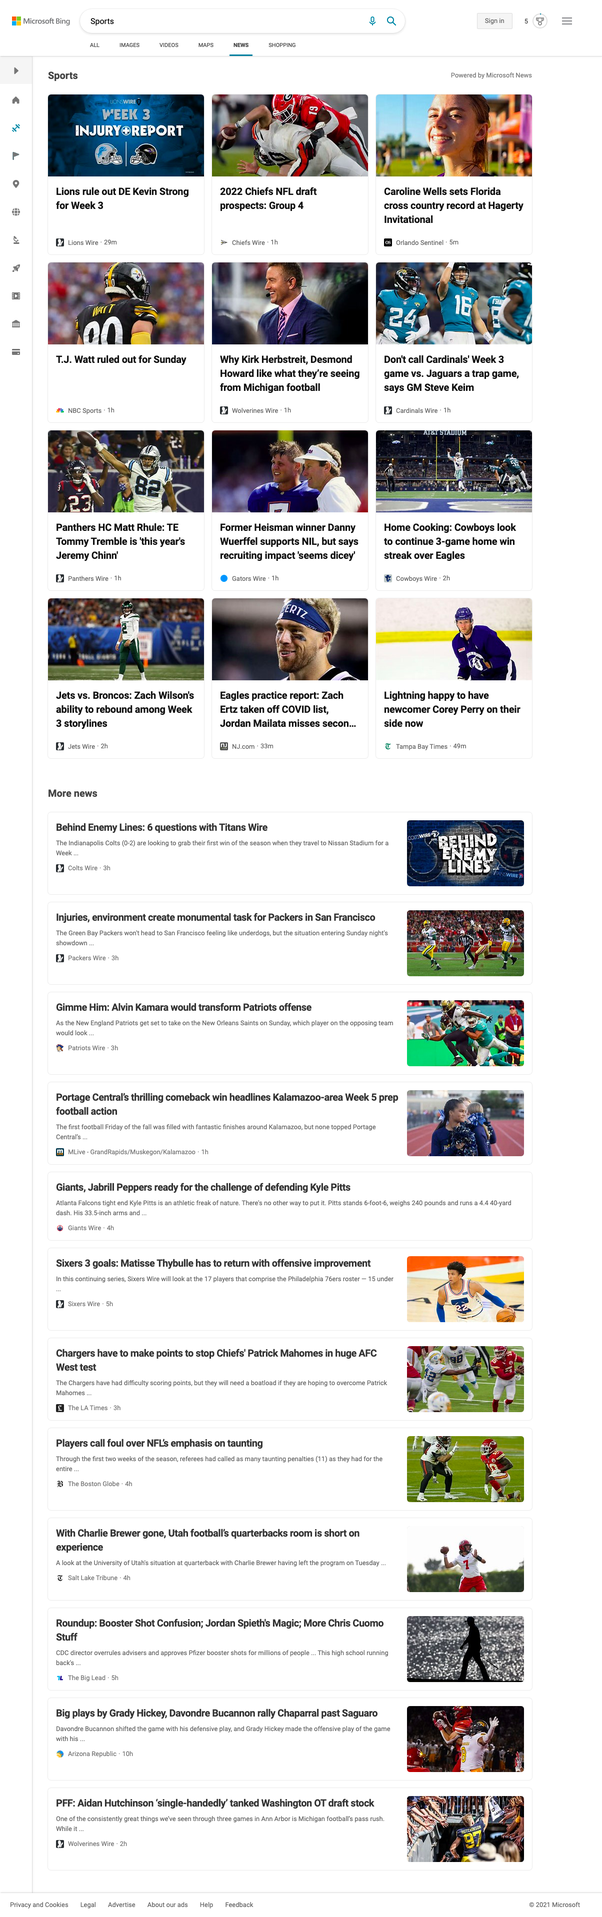 Microsoft Bing
Sports
Sign in
5
ALL IMAGES VIDEOS MAPS NEWS SHOPPING
Sports
Powered by Microsoft News
WEEK 3
INJURY+REPORT
Lions rule out DE Kevin Strong
for Week 3
Lions Wire · 29m
19
2022 Chiefs NFL draft
prospects: Group 4
Chiefs Wire · 1h
Caroline Wells sets Florida
cross country record at Hagerty
Invitational
Orlando Sentinel · 5m
WATT
90
T.J. Watt ruled out for Sunday
NBC Sports · 1h
Why Kirk Herbstreit, Desmond
Howard like what they're seeing
from Michigan football
Wolverines Wire · 1h
24
16
Don't call Cardinals' Week 3
game vs. Jaguars a trap game,
says GM Steve Keim
Cardinals Wire · 1h
23
82
Panthers HC Matt Rhule: TE
Tommy Tremble is 'this year's
Jeremy Chinn'
Panthers Wire · 1h
Former Heisman winner Danny
Wuerffel supports NIL, but says
recruiting impact 'seems dicey'
Gators Wire · 1h
AT&T STADIUM
Home Cooking: Cowboys look
to continue 3-game home win
streak over Eagles
Cowboys Wire · 2h
2
Jets vs. Broncos: Zach Wilson's
ability to rebound among Week
3 storylines
Jets Wire · 2h
ERTZ
Eagles practice report: Zach
Ertz taken off COVID list,
Jordan Mailata misses secon...
NJ.com · 33m
Lightning happy to have
newcomer Corey Perry on their
side now
Tampa Bay Times · 49m
More news
Behind Enemy Lines: 6 questions with Titans Wire
The Indianapolis Colts (0-2) are looking to grab their first win of the season when they travel to Nissan Stadium for a
Week ...
Colts Wire · 3h
BEHIND
ENEMY
LINES
Injuries, environment create monumental task for Packers in San Francisco
The Green Bay Packers won't head to San Francisco feeling like underdogs, but the situation entering Sunday night's
showdown ...
Packers Wire · 3h
Gimme Him: Alvin Kamara would transform Patriots offense
As the New England Patriots get set to take on the New Orleans Saints on Sunday, which player on the opposing team
would look ...
Patriots Wire · 3h
Portage Central's thrilling comeback win headlines Kalamazoo-area Week 5 prep
football action
The first football Friday of the fall was filled with fantastic finishes around Kalamazoo, but none topped Portage
Central's ...
MLive - GrandRapids/Muskegon/Kalamazoo · 1h
Giants, Jabrill Peppers ready for the challenge of defending Kyle Pitts
Atlanta Falcons tight end Kyle Pitts is an athletic freak of nature. There's no other way to put it. Pitts stands 6-foot-6, weighs 240 pounds and runs a 4.4 40-yard
dash. His 33.5-inch arms and ...
Giants Wire · 4h
Sixers 3 goals: Matisse Thybulle has to return with offensive improvement
In this continuing series, Sixers Wire will look at the 17 players that comprise the Philadelphia 76ers roster — 15 under
...
Sixers Wire · 5h
Chargers have to make points to stop Chiefs' Patrick Mahomes in huge AFC
West test
The Chargers have had difficulty scoring points, but they will need a boatload if they are hoping to overcome Patrick
Mahomes ...
The LA Times · 3h
Players call foul over NFL's emphasis on taunting
Through the first two weeks of the season, referees had called as many taunting penalties (11) as they had for the
entire ...
The Boston Globe · 4h
With Charlie Brewer gone, Utah football's quarterbacks room is short on
experience
A look at the University of Utah's situation at quarterback with Charlie Brewer having left the program on Tuesday ...
Salt Lake Tribune · 4h
7
Roundup: Booster Shot Confusion; Jordan Spieth's Magic; More Chris Cuomo
Stuff
CDC director overrules advisers and approves Pfizer booster shots for millions of people ... This high school running
back's ...
The Big Lead · 5h
Big plays by Grady Hickey, Davondre Bucannon rally Chaparral past Saguaro
Davondre Bucannon shifted the game with his defensive play, and Grady Hickey made the offensive play of the game
with his ...
Arizona Republic · 10h
PFF: Aidan Hutchinson 'single-handedly' tanked Washington OT draft stock
One of the consistently great things we've seen through three games in Ann Arbor is Michigan football's pass rush.
While it ...
Wolverines Wire · 2h
97
Privacy and Cookies Legal Advertise About our ads Help Feedback
© 2021 Microsoft